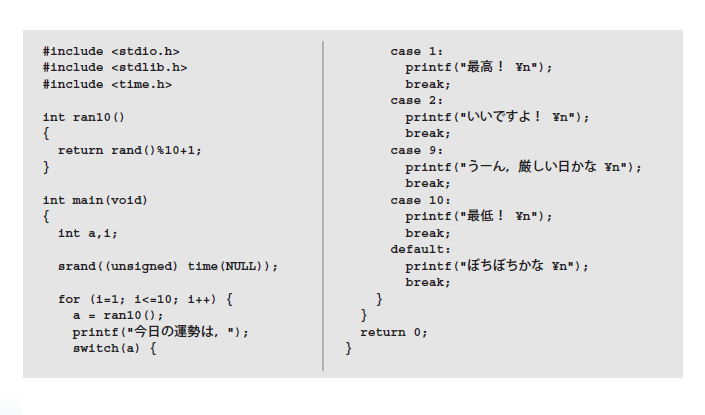 #include <stdio.h>
#include <stdlib.h>
#include <time.h>
int ran10()
{
return rand()%10+1;
}
int main(void)
{
int a,i;
srand((unsigned) time(NULL));
for (i=1; i<=10; i++) {
a = ran10();
printf("今日の運勢は，");
switch(a) {
case 1:
printf("最高！ ¥n");
break;
case 2:
printf("いいですよ！ ¥n");
break;
case 9:
printf("うーん，厳しい日かな ¥n");
break;
case 10:
printf("最低！ ¥n");
break;
default:
printf("ぼちぼちかな ¥n");
break;
}
}
return 0;
}